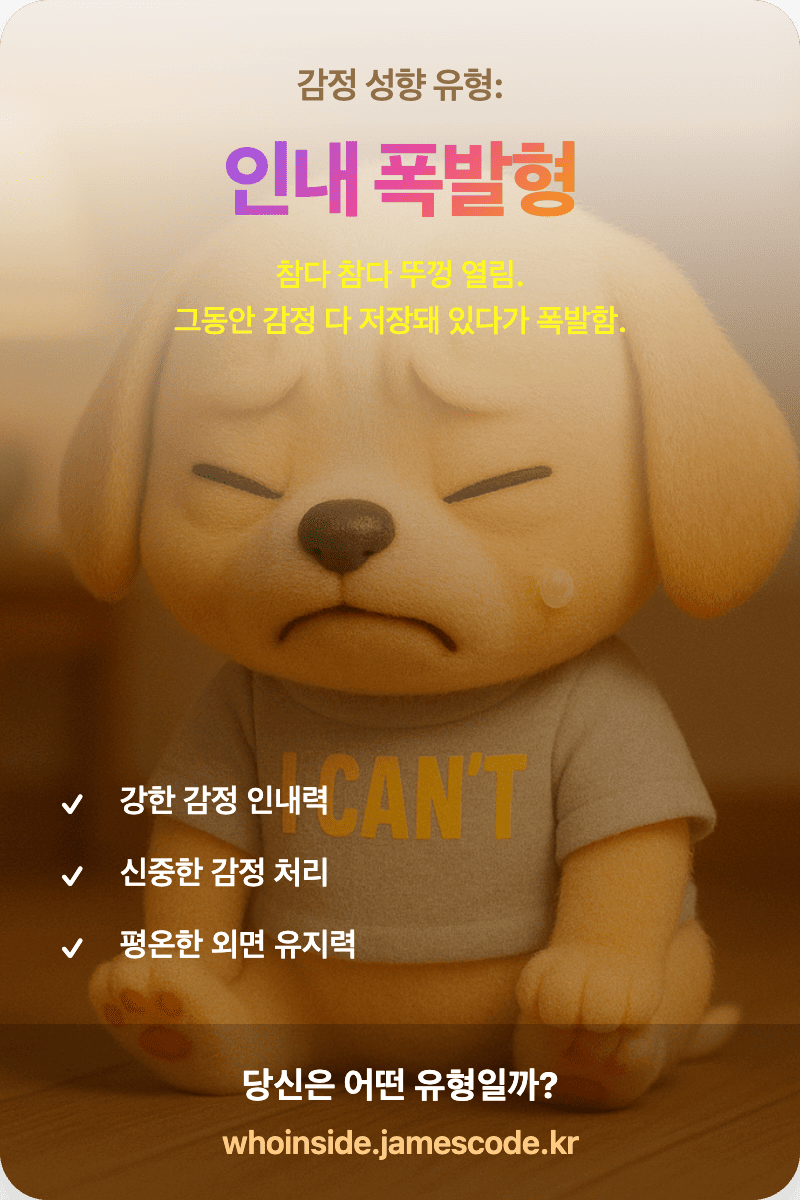 감정 성향 유형:
인내 폭발형
참다 참다 뚜껑 열림.
그동안 감정 다 저장돼 있다가 폭발함.
I CAN'T
강한 감정 인내력
신중한 감정 처리
평온한 외면 유지력
당신은 어떤 유형일까?
whoinside.jamescode.kr